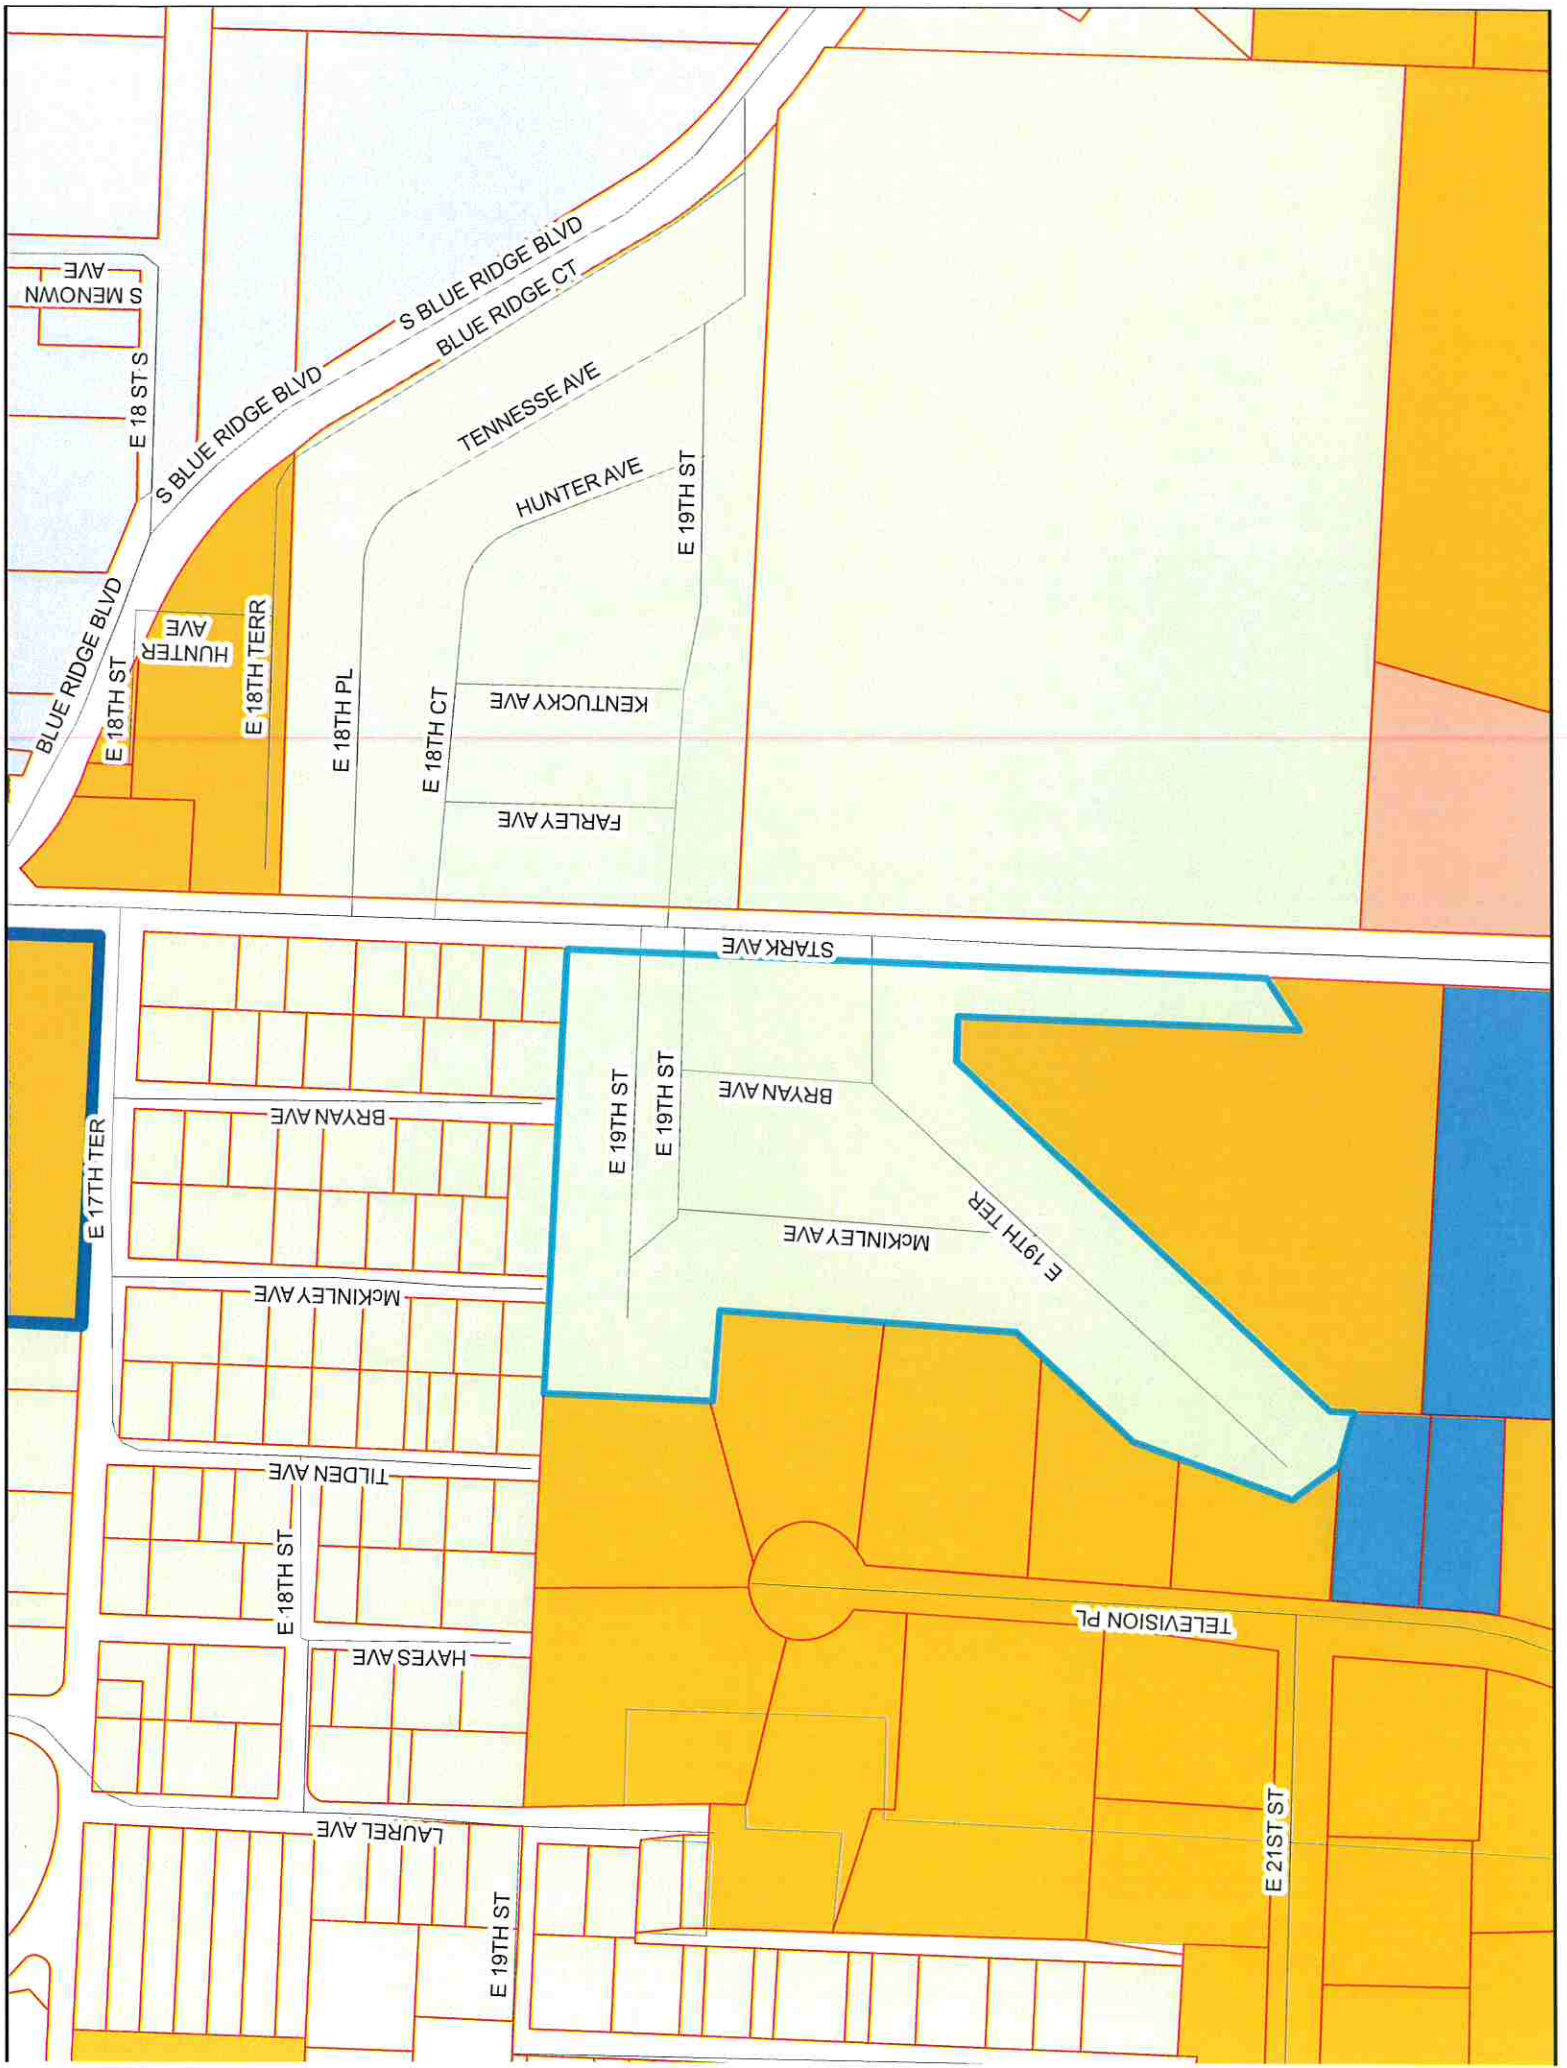 S MENOWN
AVE
E 18 ST S
S BLUE RIDGE BLVD
BLUE RIDGE CT
S BLUE RIDGE BLVD
TENNESSE AVE
HUNTER AVE
E 19TH ST
BLUE RIDGE BLVD
E 18TH ST
HUNTER
AVE
E 18TH TERR
E 18TH PL
E 18TH CT
KENTUCKY AVE
FARLEY AVE
STARK AVE
E 17TH TER
BRYAN AVE
E 19TH ST
E 19TH ST
BRYAN AVE
McKINLEY AVE
McKINLEY AVE
E 19TH TER
TILDEN AVE
E 18TH ST
HAYES AVE
TELEVISION PL
LAUREL AVE
E 19TH ST
E 21ST ST